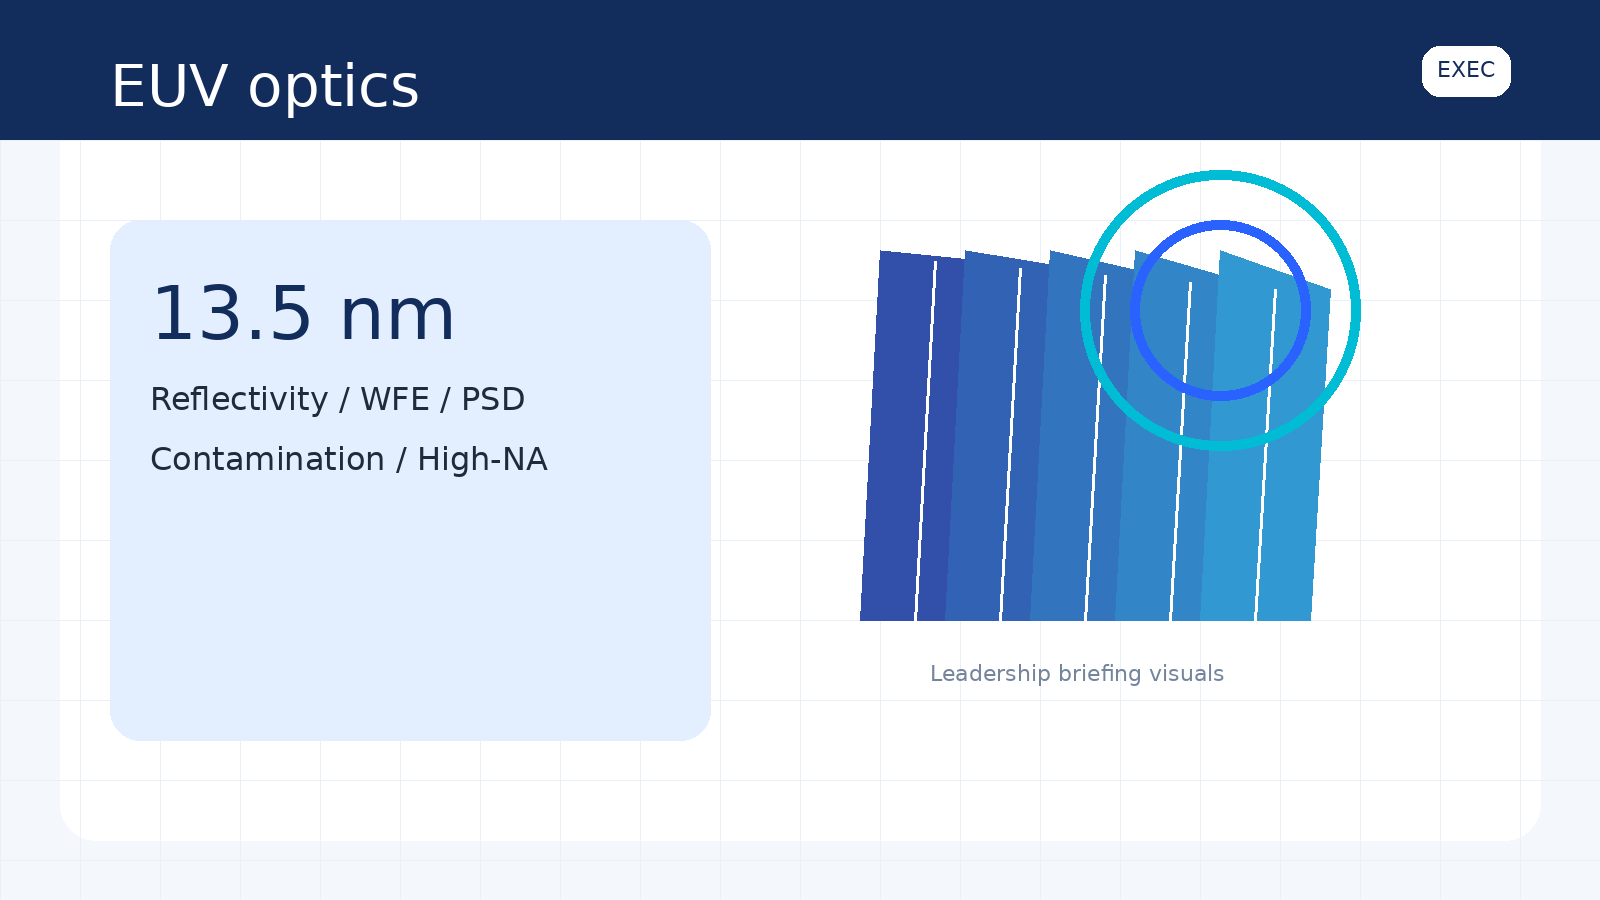 EUV optics
EXEC
13.5 nm
Reflectivity / WFE / PSD
Contamination / High-NA
Leadership briefing visuals